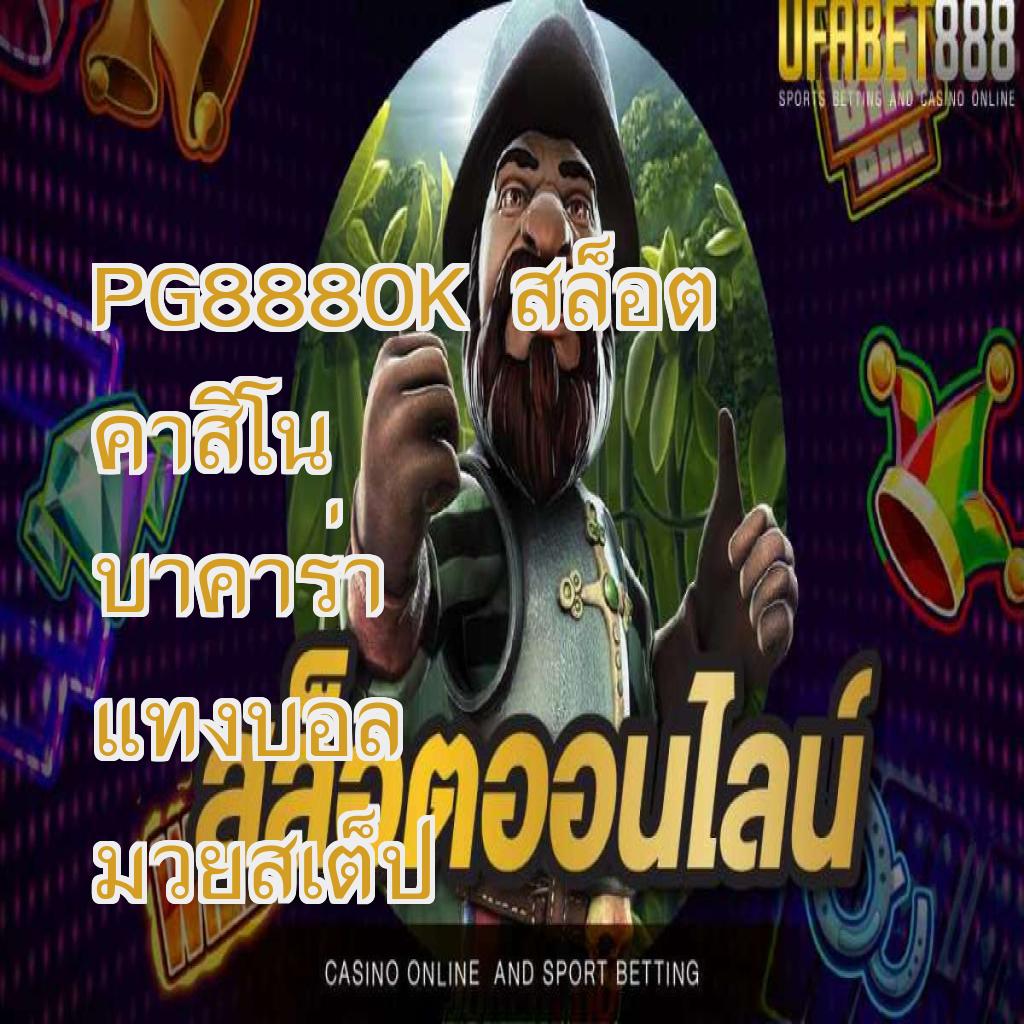 UFABET888
SPORTS BETTING AND CASINO ONLINE
BAR
PG888OK สล็อต
คาสิโน
บาคาร่า
แทงบอล
สล็อตออนไลน์
มวยสเต็ป
CASINO ONLINE AND SPORT BETTING